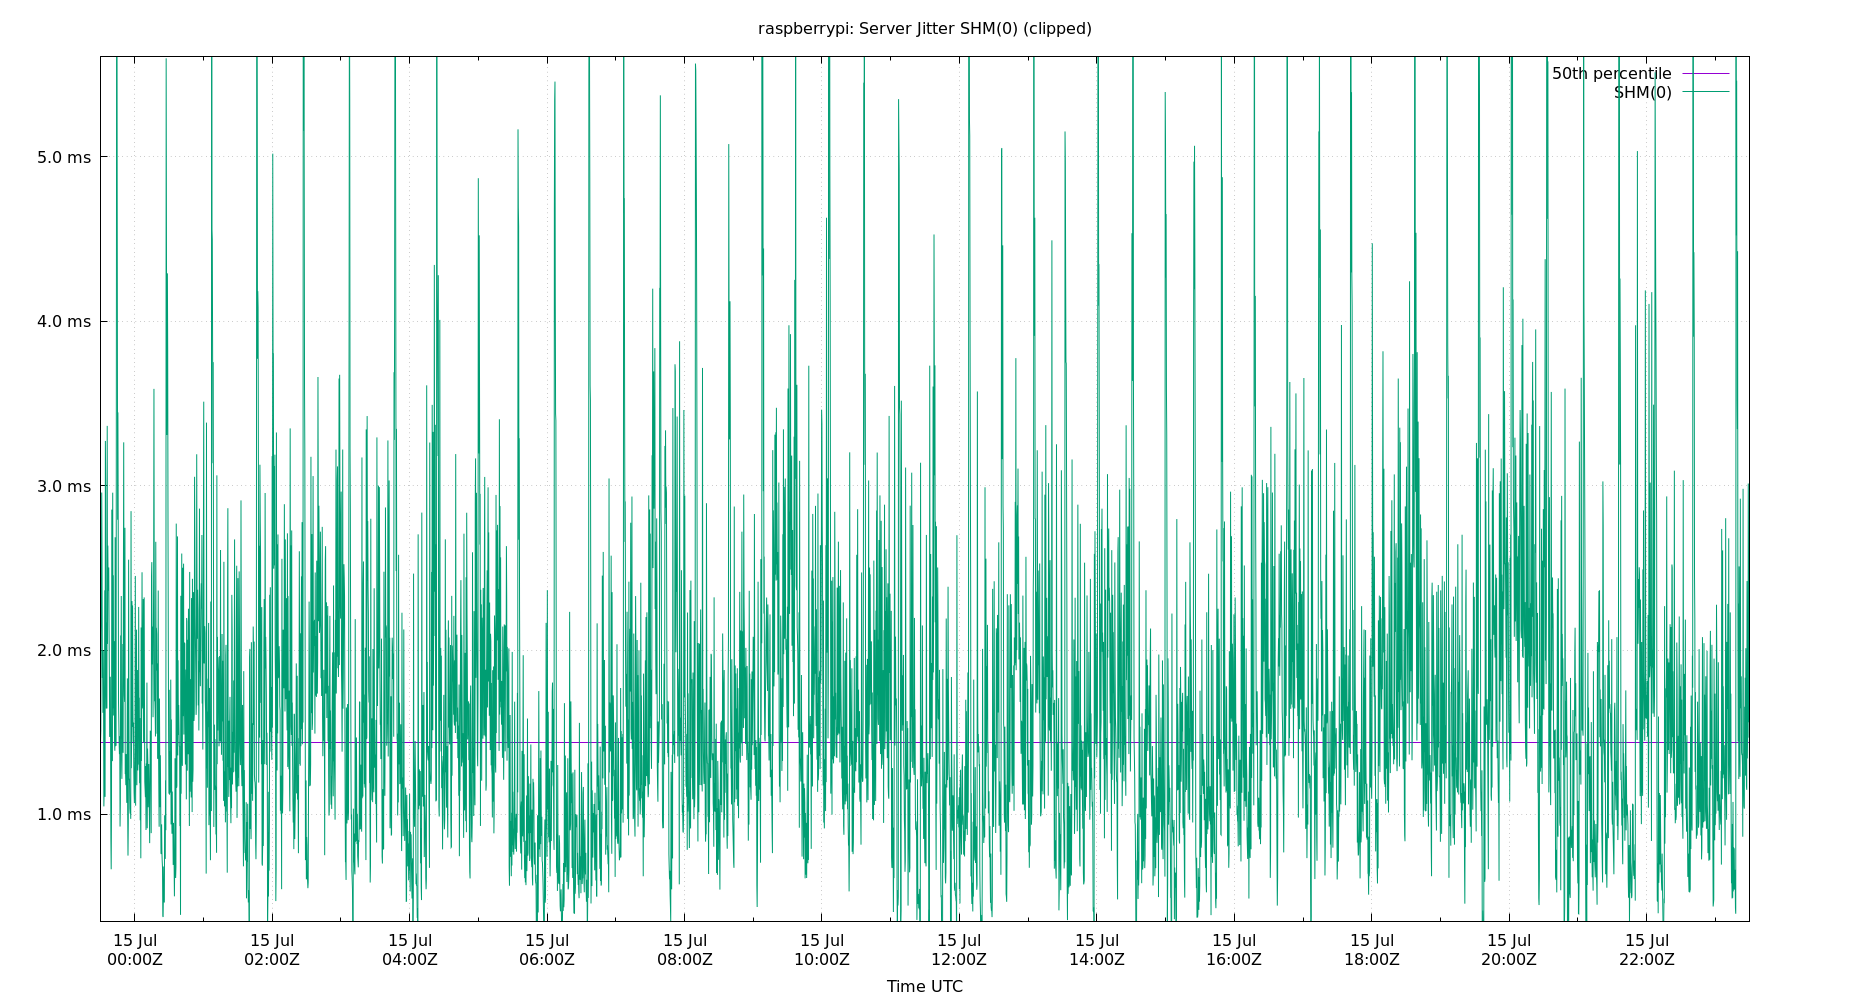 raspberrypi: Server Jitter SHM(0) (clipped)
50th percentile
SHM(0)
5.0 ms
4.0 ms
3.0 ms
2.0 ms
1.0 ms
15 Jul 15 Jul 15 Jul 15 Jul 15 Jul 15 Jul 15 Jul 15 Jul 15 Jul 15 Jul 15 Jul 15 Jul
00:00Z 02:00Z 04:00Z 06:00Z 08:00Z 10:00Z 12:00Z 14:00Z 16:00Z 18:00Z 20:00Z 22:00Z
Time UTC